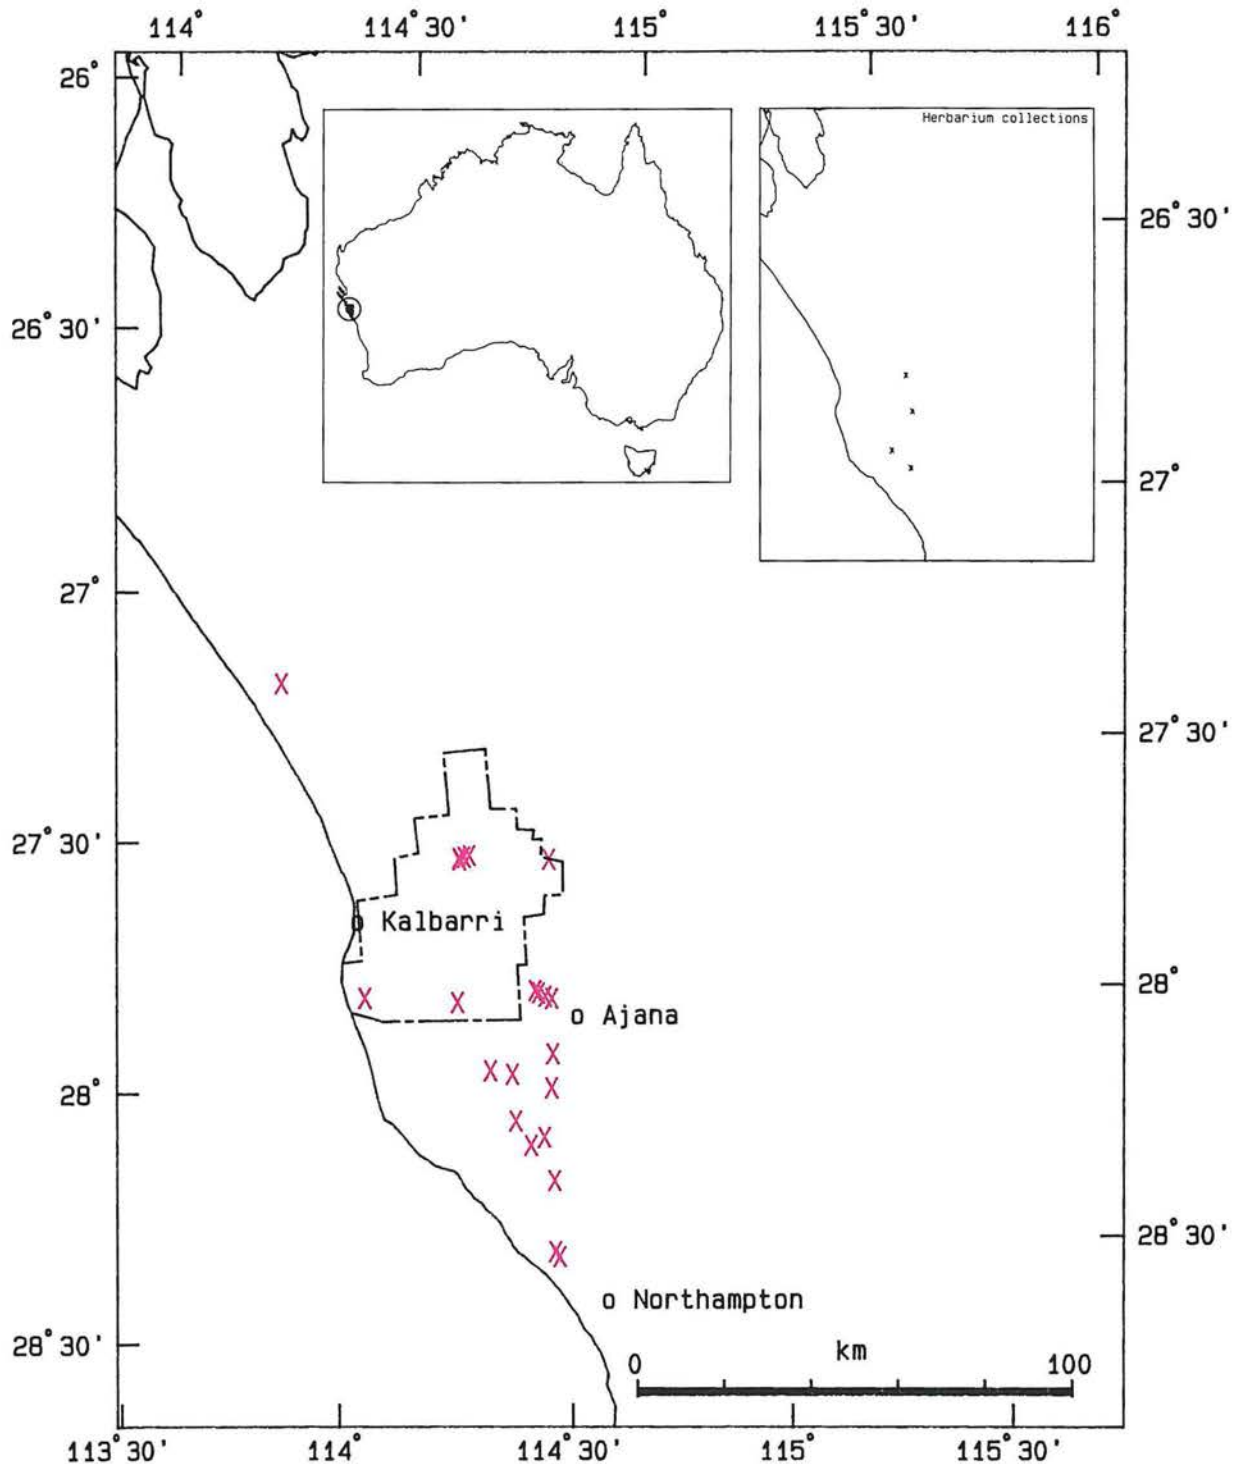 114° 114°30' 115° 115°30' 116°
26°
Herbarium collections
26°30'
26°30'
27°
27°
27°30'
27°30'
o Kalbarri
28°
o Ajana
28°
28°30'
o Northampton
28°30'
km
0 100
113°30' 114° 114°30' 115° 115°30'